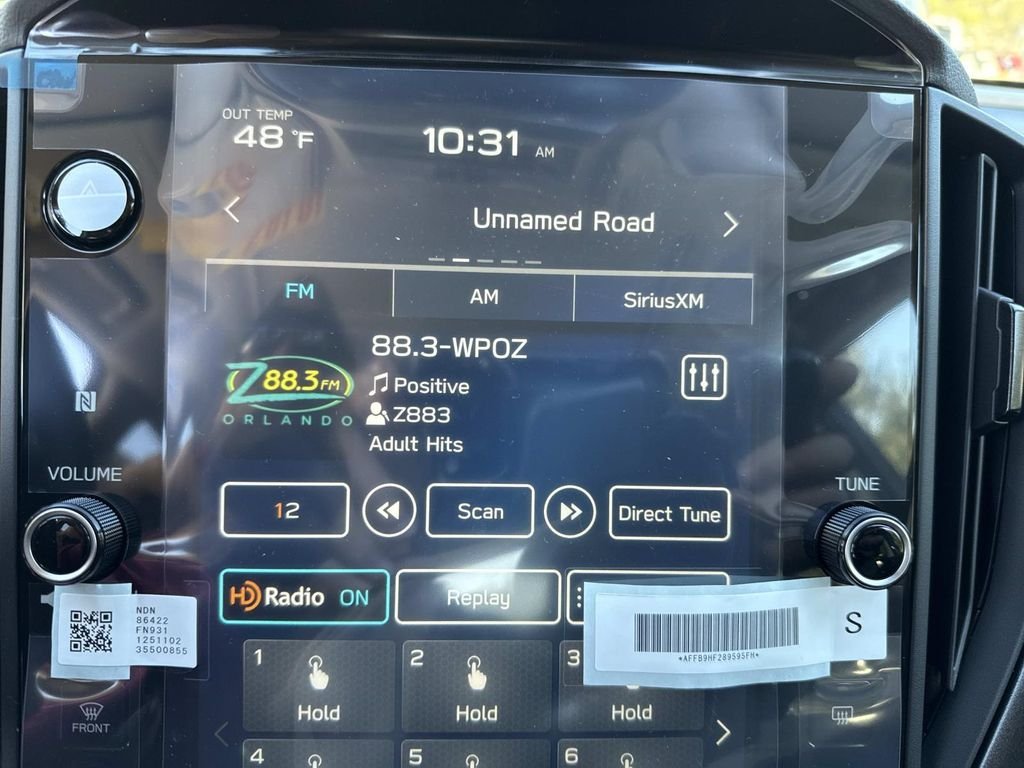 OUT TEMP
48 °F
10:31 AM
Unnamed Road
FM
AM
SiriusXM
88.3-WPOZ
Z88.3FM
ORLANDO
Positive
Z883
Adult Hits
N
VOLUME
TUNE
12
Scan
Direct Tune
HD Radio ON
Replay
NDN
86422
FN931
1251102
35500855
*AFFB9HF289595FH*
S
1
Hold
2
Hold
3
Hold
FRONT
4
5
6